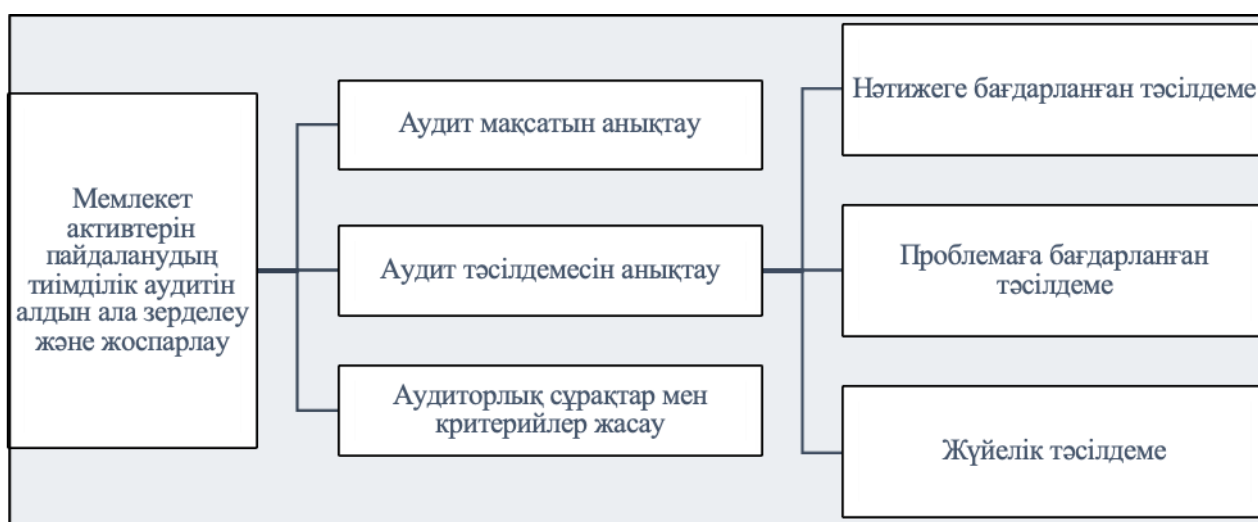 Мемлекет
активтерін
пайдаланудың
тиімділік аудитін
алдын ала зерделеу
және жоспарлау
Аудит мақсатын анықтау
Аудит тәсілдемесін анықтау
Аудиторлық сұрақтар мен
критерийлер жасау
Нәтижеге бағдарланған тәсілдеме
Проблемаға бағдарланған
тәсілдеме
Жүйелік тәсілдеме